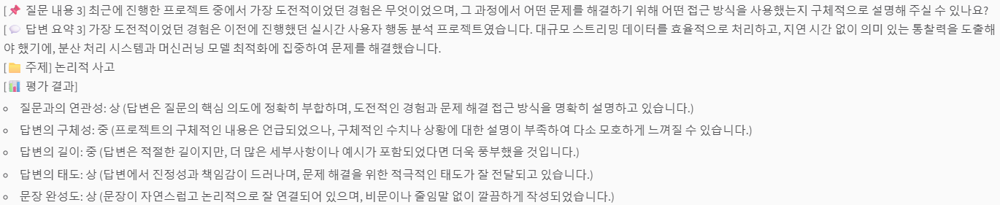 [📌 질문 내용 3] 최근에 진행한 프로젝트 중에서 가장 도전적이었던 경험은 무엇이었으며, 그 과정에서 어떤 문제를 해결하기 위해 어떤 접근 방식을 사용했는지 구체적으로 설명해 주실 수 있나요?
[💬 답변 요약 3] 가장 도전적이었던 경험은 이전에 진행했던 실시간 사용자 행동 분석 프로젝트였습니다. 대규모 스트리밍 데이터를 효율적으로 처리하고, 지연 시간 없이 의미 있는 통찰력을 도출해
야 했기에, 분산 처리 시스템과 머신러닝 모델 최적화에 집중하여 문제를 해결했습니다.
[📁 주제] 논리적 사고
[📊 평가 결과]
◦ 질문과의 연관성: 상 (답변은 질문의 핵심 의도에 정확히 부합하며, 도전적인 경험과 문제 해결 접근 방식을 명확히 설명하고 있습니다.)
◦ 답변의 구체성: 중 (프로젝트의 구체적인 내용은 언급되었으나, 구체적인 수치나 상황에 대한 설명이 부족하여 다소 모호하게 느껴질 수 있습니다.)
◦ 답변의 길이: 중 (답변은 적절한 길이지만, 더 많은 세부사항이나 예시가 포함되었다면 더욱 풍부했을 것입니다.)
◦ 답변의 태도: 상 (답변에서 진정성과 책임감이 드러나며, 문제 해결을 위한 적극적인 태도가 잘 전달되고 있습니다.)
◦ 문장 완성도: 상 (문장이 자연스럽고 논리적으로 잘 연결되어 있으며, 비문이나 줄임말 없이 깔끔하게 작성되었습니다.)